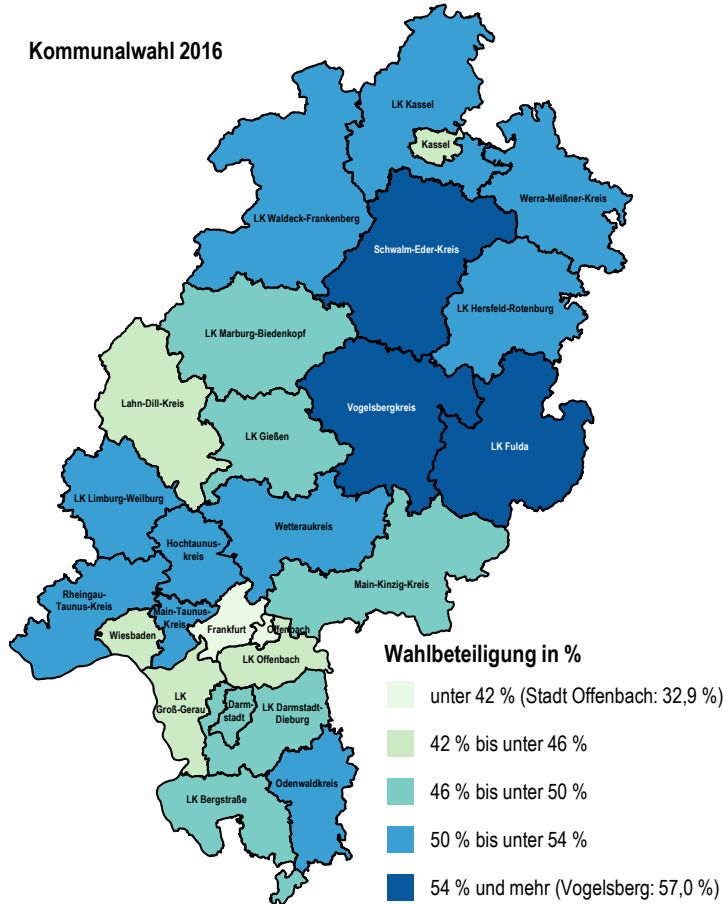 Kommunalwahl 2016
LK Kassel
Kassel
Werra-Meißner-Kreis
LK Waldeck-Frankenberg
Schwalm-Eder-Kreis
LK Hersfeld-Rotenburg
LK Marburg-Biedenkopf
Lahn-Dill-Kreis
Vogelsbergkreis
LK Gießen
LK Fulda
LK Limburg-Weilburg
Wetteraukreis
Hochtaunus-
kreis
Main-Kinzig-Kreis
Rheingau-
Taunus-Kreis
Main-Taunus-
Kreis
Wiesbaden
Frankfurt
Offenbach
LK Offenbach
LK
Groß-Gerau
Darm-
stadt
LK Darmstadt-
Dieburg
Odenwaldkreis
LK Bergstraße
Wahlbeteiligung in %
unter 42 % (Stadt Offenbach: 32,9 %)
42 % bis unter 46 %
46 % bis unter 50 %
50 % bis unter 54 %
54 % und mehr (Vogelsberg: 57,0 %)